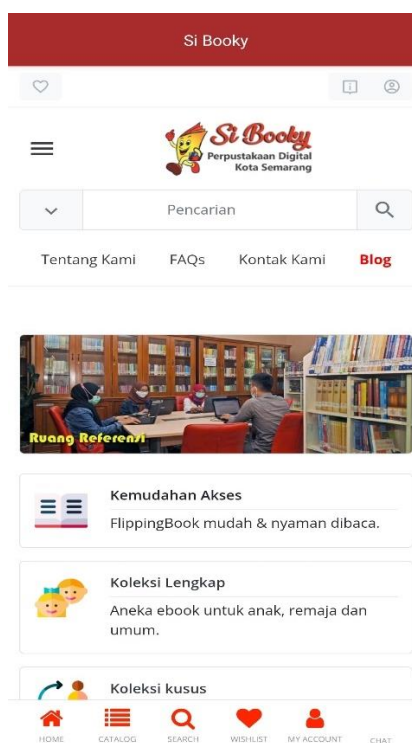 Si Booky
Si Booky
Perpustakaan Digital
Kota Semarang
Pencarian
Tentang Kami FAQs Kontak Kami Blog
Ruang Referensi
Kemudahan Akses
FlippingBook mudah & nyaman dibaca.
Koleksi Lengkap
Aneka ebook untuk anak, remaja dan
umum.
Koleksi kusus
HOME CATALOG SEARCH WISHLIST MY ACCOUNT CHAT